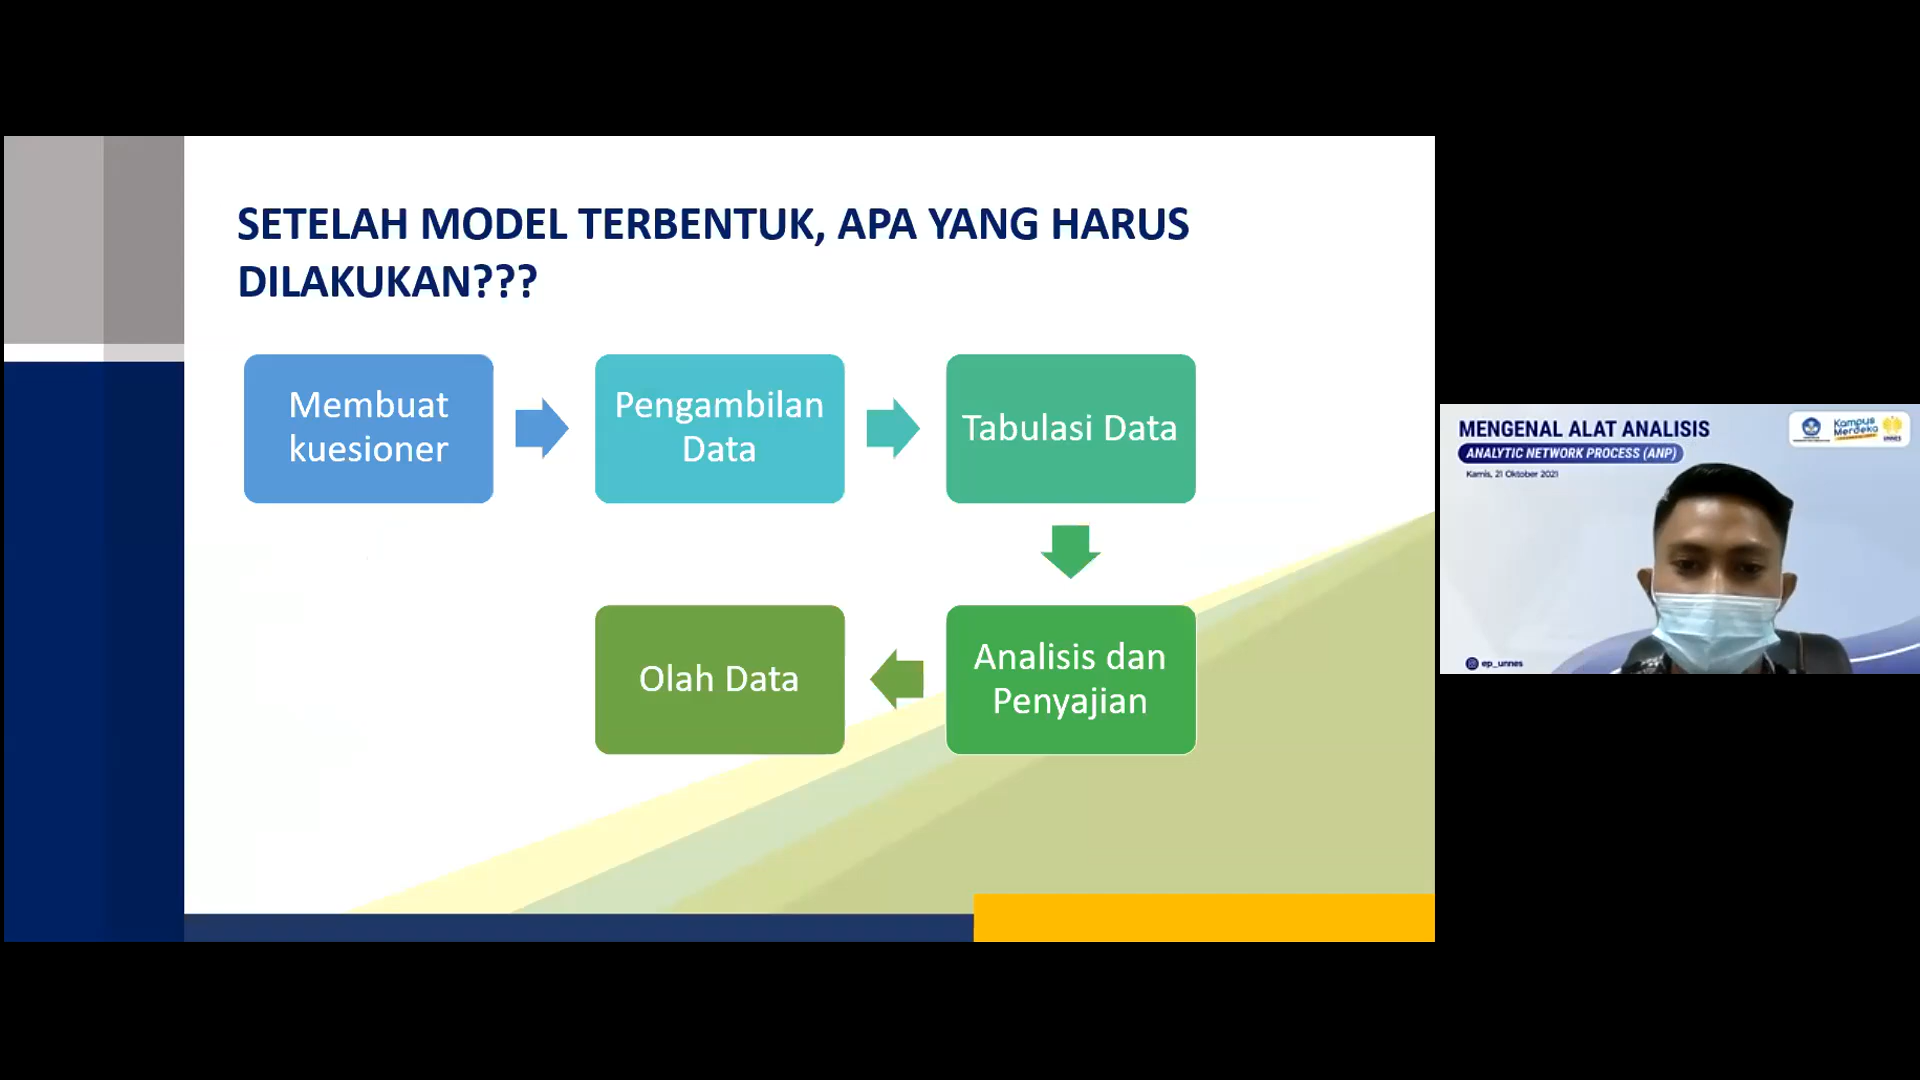 SETELAH MODEL TERBENTUK, APA YANG HARUS
DILAKUKAN???
Membuat
kuesioner
Pengambilan
Data
Tabulasi Data
Analisis dan
Penyajian
Olah Data
MENGENAL ALAT ANALISIS
ANALYTIC NETWORK PROCESS (ANP)
Kamis, 21 Oktober 2021
Kampus
Merdeka
UNNES
ep_unnes